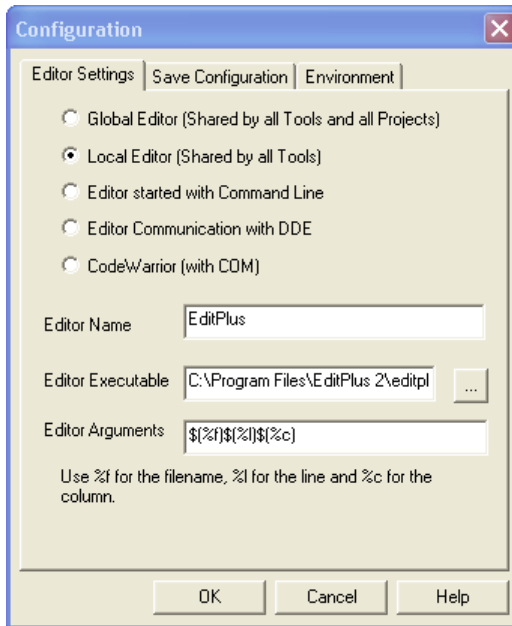 Configuration
Editor Settings Save Configuration Environment
Global Editor (Shared by all Tools and all Projects)
Local Editor (Shared by all Tools)
Editor started with Command Line
Editor Communication with DDE
CodeWarrior (with COM)
Editor Name EditPlus
Editor Executable C:\Program Files\EditPlus 2\editpl ...
Editor Arguments $(%f)$(%l)$(%c)
Use %f for the filename, %l for the line and %c for the
column.
OK Cancel Help